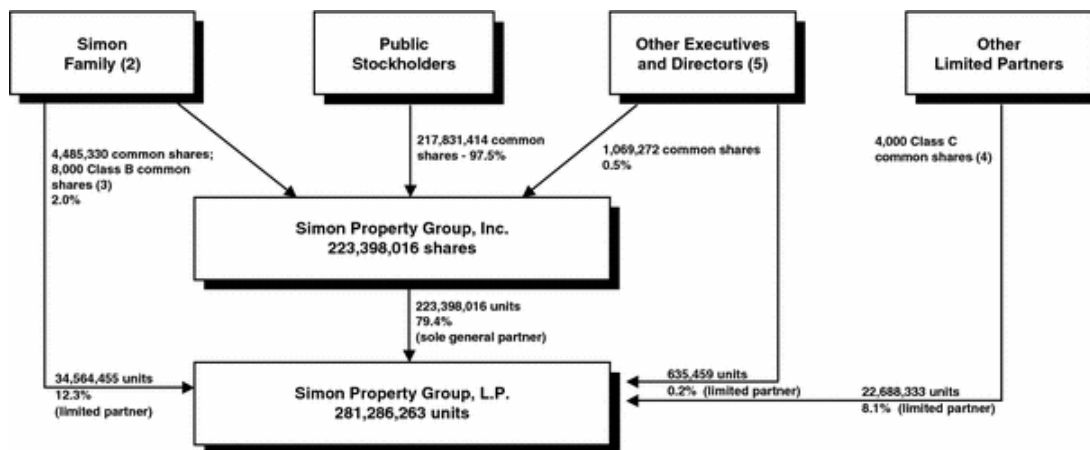 Simon
Family (2)
Public
Stockholders
Other Executives
and Directors (5)
Other
Limited Partners
4,485,330 common shares;
8,000 Class B common
shares (3)
2.0%
217,831,414 common
shares - 97.5%
1,069,272 common shares
0.5%
4,000 Class C
common shares (4)
Simon Property Group, Inc.
223,398,016 shares
223,398,016 units
79.4%
(sole general partner)
34,564,455 units
12.3%
(limited partner)
Simon Property Group, L.P.
281,286,263 units
635,459 units
0.2% (limited partner)
22,688,333 units
8.1% (limited partner)